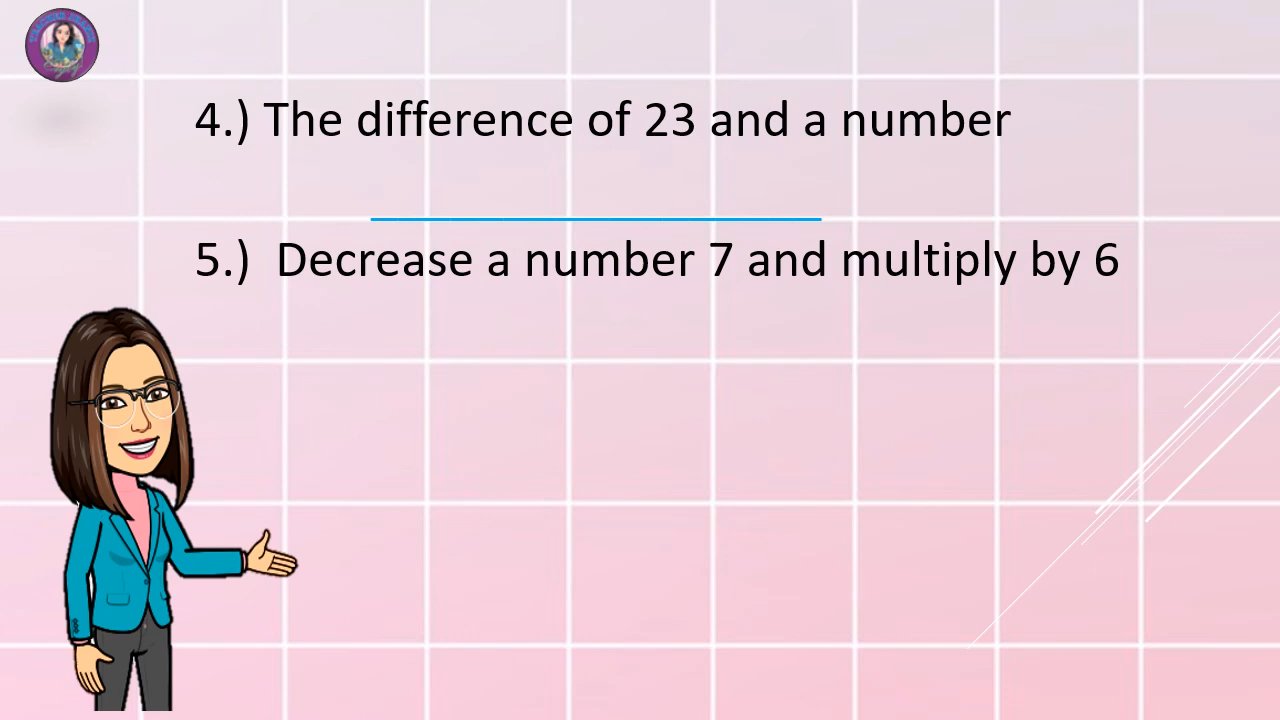 4.) The difference of 23 and a number
5.)  Decrease a number 7 and multiply by 6